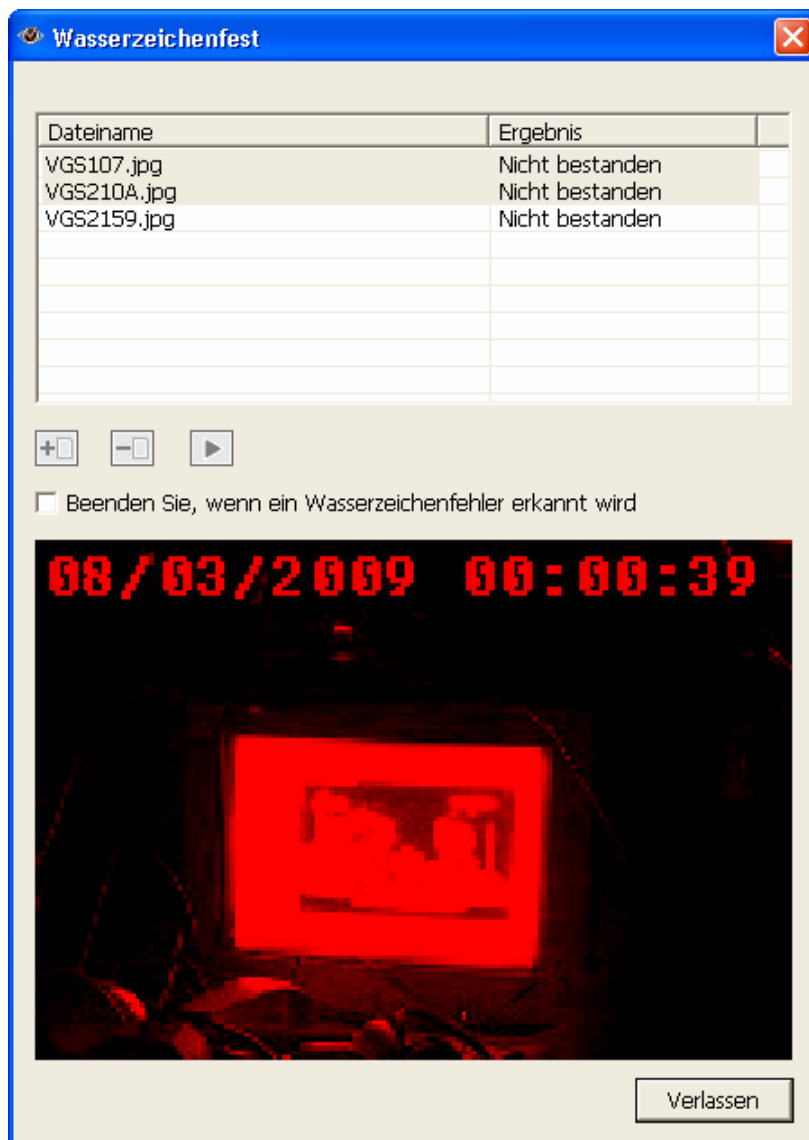 Wasserzeichenfest
Dateiname Ergebnis
VGS107.jpg Nicht bestanden
VGS210A.jpg Nicht bestanden
VGS2159.jpg Nicht bestanden
Beenden Sie, wenn ein Wasserzeichenfehler erkannt wird
08/03/2009 00:00:39
Verlassen